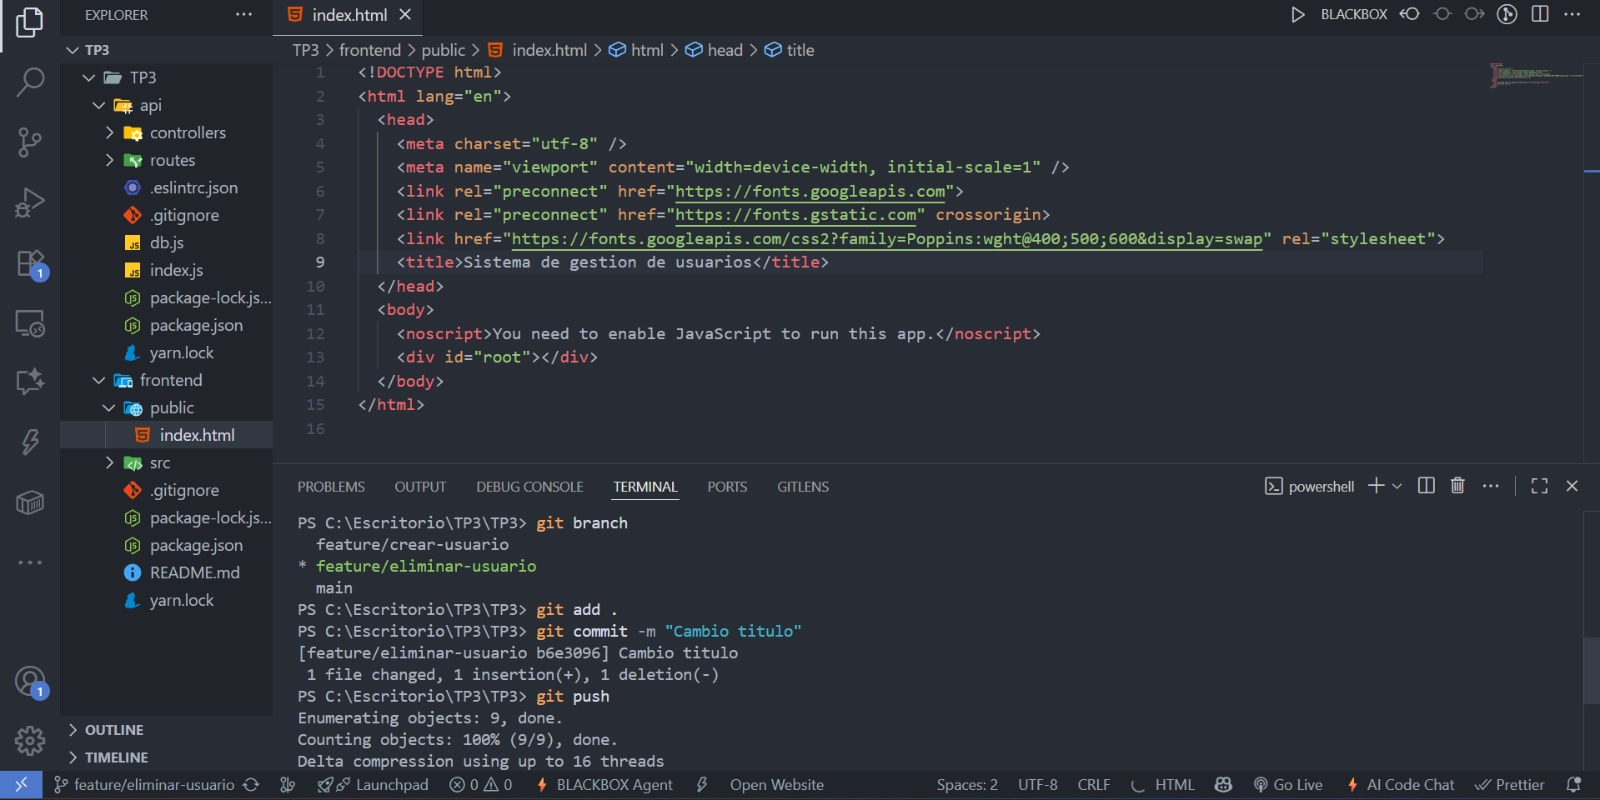 EXPLORER ···
TP3
TP3
api
controllers
routes
.eslintrc.json
.gitignore
JS db.js
JS index.js
package-lock.js...
package.json
yarn.lock
frontend
public
index.html
src
.gitignore
package-lock.js...
package.json
README.md
yarn.lock
OUTLINE
TIMELINE
1
1
index.html
BLACKBOX
TP3 > frontend > public > index.html > html > head > title
1 <!DOCTYPE html>
2 <html lang="en">
3 <head>
4 <meta charset="utf-8" />
5 <meta name="viewport" content="width=device-width, initial-scale=1" />
6 <link rel="preconnect" href="https://fonts.googleapis.com">
7 <link rel="preconnect" href="https://fonts.gstatic.com" crossorigin>
8 <link href="https://fonts.googleapis.com/css2?family=Poppins:wght@400;500;600&display=swap" rel="stylesheet">
9 <title>Sistema de gestion de usuarios</title>
10 </head>
11 <body>
12 <noscript>You need to enable JavaScript to run this app.</noscript>
13 <div id="root"></div>
14 </body>
15 </html>
16
PROBLEMS OUTPUT DEBUG CONSOLE TERMINAL PORTS GITLENS powershell
PS C:\Escritorio\TP3\TP3> git branch
feature/crear-usuario
* feature/eliminar-usuario
main
PS C:\Escritorio\TP3\TP3> git add .
PS C:\Escritorio\TP3\TP3> git commit -m "Cambio titulo"
[feature/eliminar-usuario b6e3096] Cambio titulo
1 file changed, 1 insertion(+), 1 deletion(-)
PS C:\Escritorio\TP3\TP3> git push
Enumerating objects: 9, done.
Counting objects: 100% (9/9), done.
Delta compression using up to 16 threads
feature/eliminar-usuario Launchpad 0 0 BLACKBOX Agent Open Website Spaces: 2 UTF-8 CRLF HTML Go Live AI Code Chat Prettier